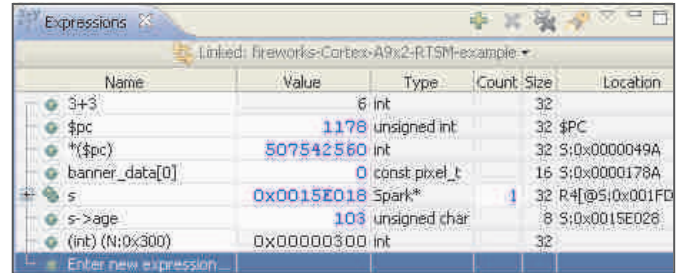 Expressions
Linked: fireworks-Cortex-A9x2-RTSM-example
Name Value Type Count Size Location
3+3 6 int 32
$pc 1178 unsigned int 32 $PC
*($pc) 507542560 int 32 S:0x0000049A
banner_data[0] 0 const pixel_t 16 S:0x0000178A
s 0x0015E018 Spark* 1 32 R4[@S:0x001FD
s->age 103 unsigned char 8 S:0x0015E028
(int) (N:0x300) 0x00000300 int 32
Enter new expression...